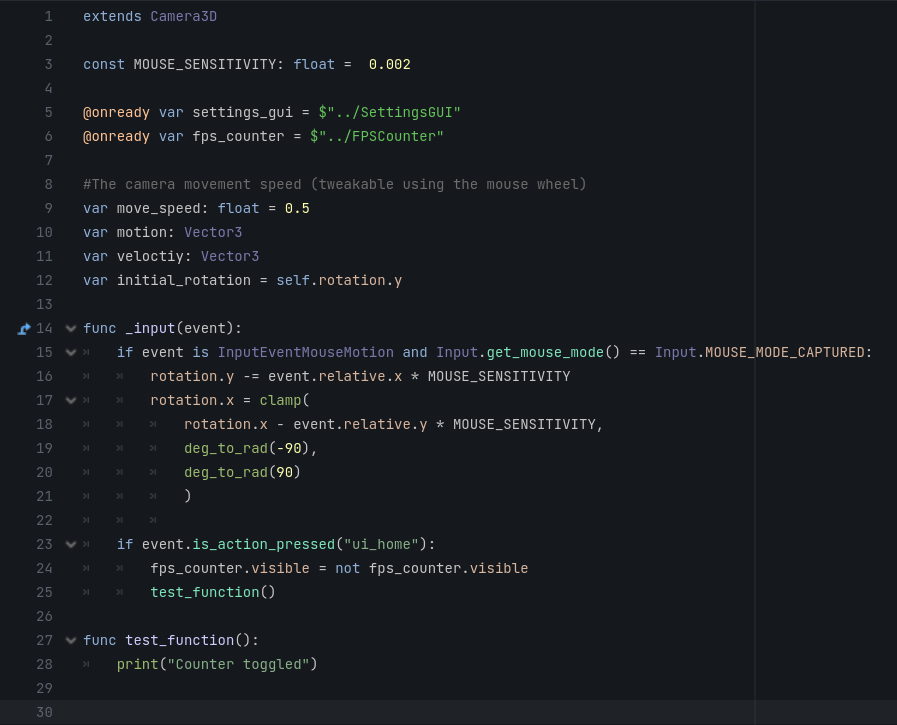 1 extends Camera3D
2
3 const MOUSE_SENSITIVITY: float =  0.002
4
5 @onready var settings_gui = $"../SettingsGUI"
6 @onready var fps_counter = $"../FPSCounter"
7
8 #The camera movement speed (tweakable using the mouse wheel)
9 var move_speed: float = 0.5
10 var motion: Vector3
11 var veloctiy: Vector3
12 var initial_rotation = self.rotation.y
13
14 func _input(event):
15     if event is InputEventMouseMotion and Input.get_mouse_mode() == Input.MOUSE_MODE_CAPTURED:
16         rotation.y -= event.relative.x * MOUSE_SENSITIVITY
17         rotation.x = clamp(
18             rotation.x - event.relative.y * MOUSE_SENSITIVITY,
19             deg_to_rad(-90),
20             deg_to_rad(90)
21             )
22
23     if event.is_action_pressed("ui_home"):
24         fps_counter.visible = not fps_counter.visible
25         test_function()
26
27 func test_function():
28     print("Counter toggled")
29
30